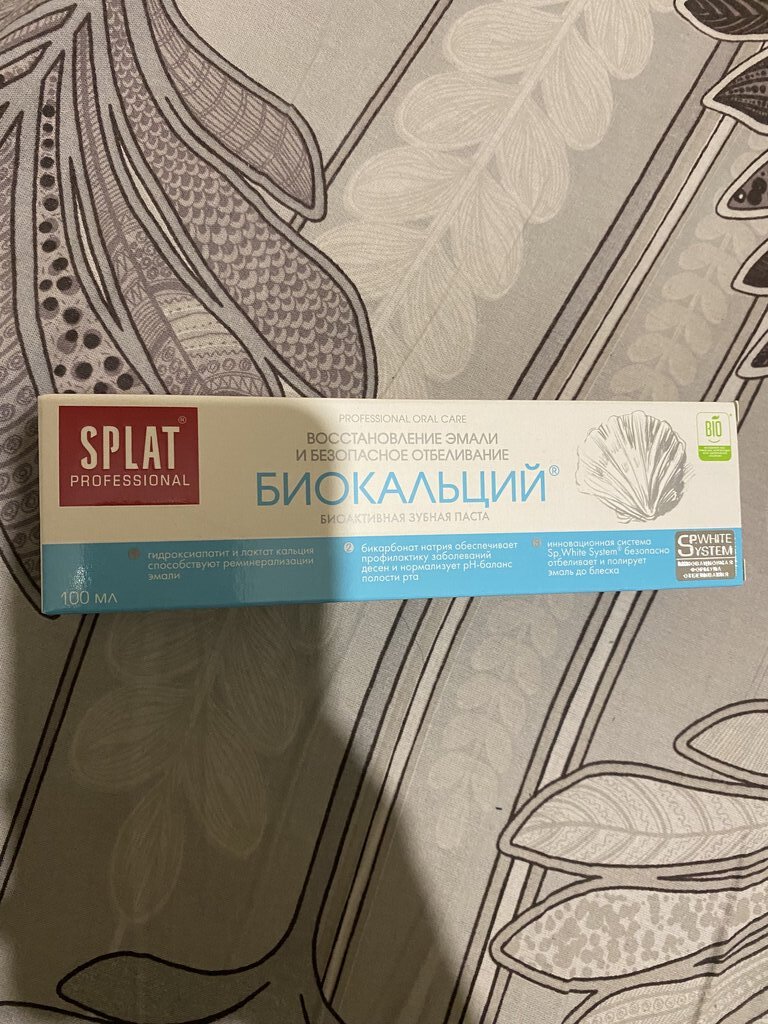 SPLAT®
PROFESSIONAL
PROFESSIONAL ORAL CARE
ВОССТАНОВЛЕНИЕ ЭМАЛИ
И БЕЗОПАСНОЕ ОТБЕЛИВАНИЕ
БИОКАЛЬЦИЙ®
БИОАКТИВНАЯ ЗУБНАЯ ПАСТА
BIO
гидроксиапатит и лактат кальция
способствуют реминерализации
эмали
2 бикарбонат натрия обеспечивает
профилактику заболеваний
десен и нормализует pH-баланс
полости рта
инновационная система
Sp.White System® безопасно
отбеливает и полирует
эмаль до блеска
SP.WHITE
SYSTEM
100 МЛ